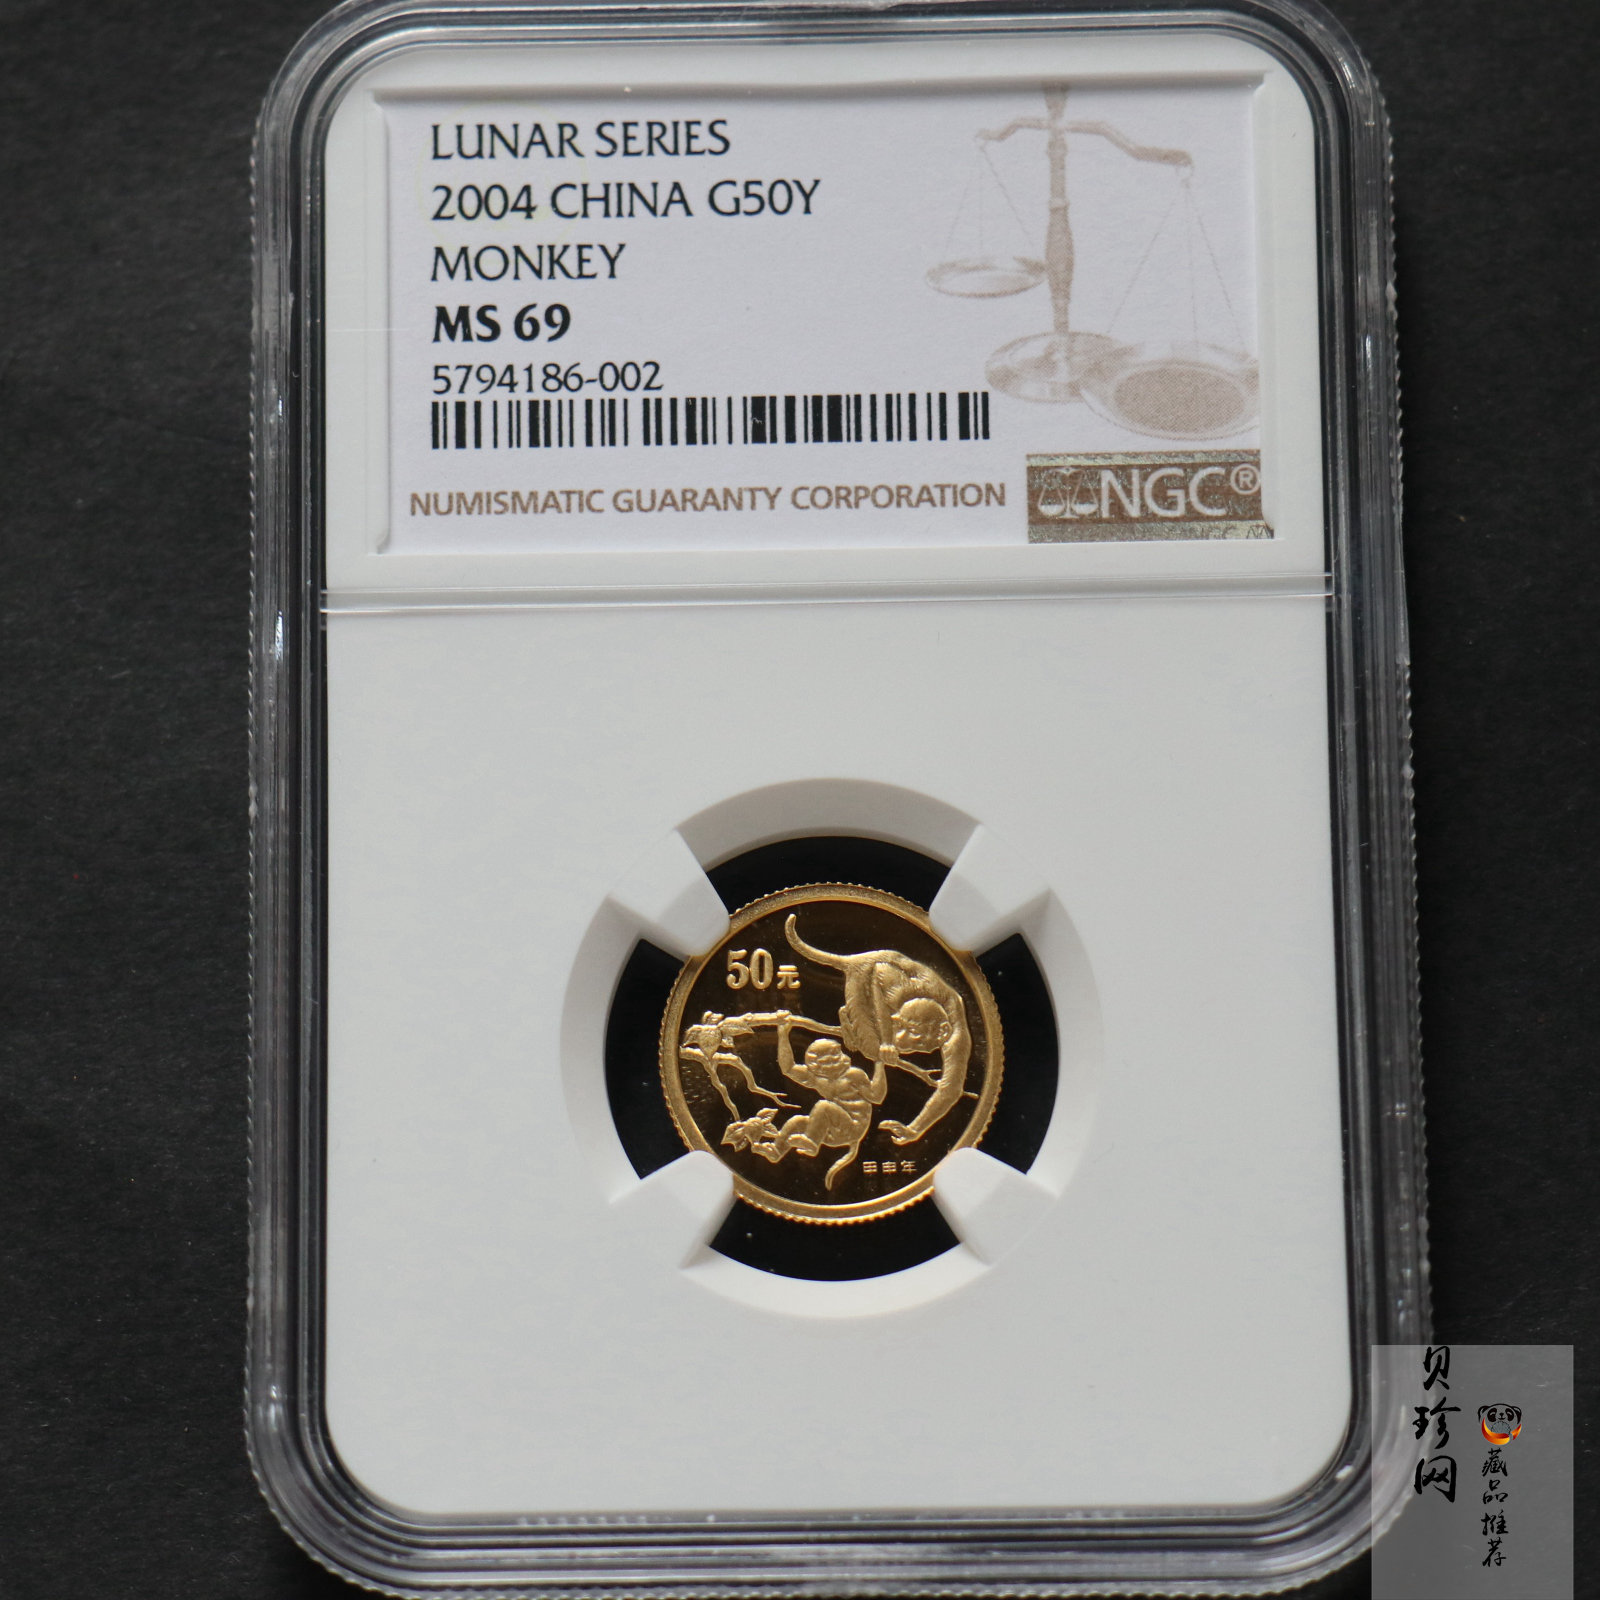 LUNAR SERIES
2004 CHINA G50Y
MONKEY
MS 69
5794186-002
NUMISMATIC GUARANTY CORPORATION
NGC®
50元
甲申年
贝珍网
藏品推荐